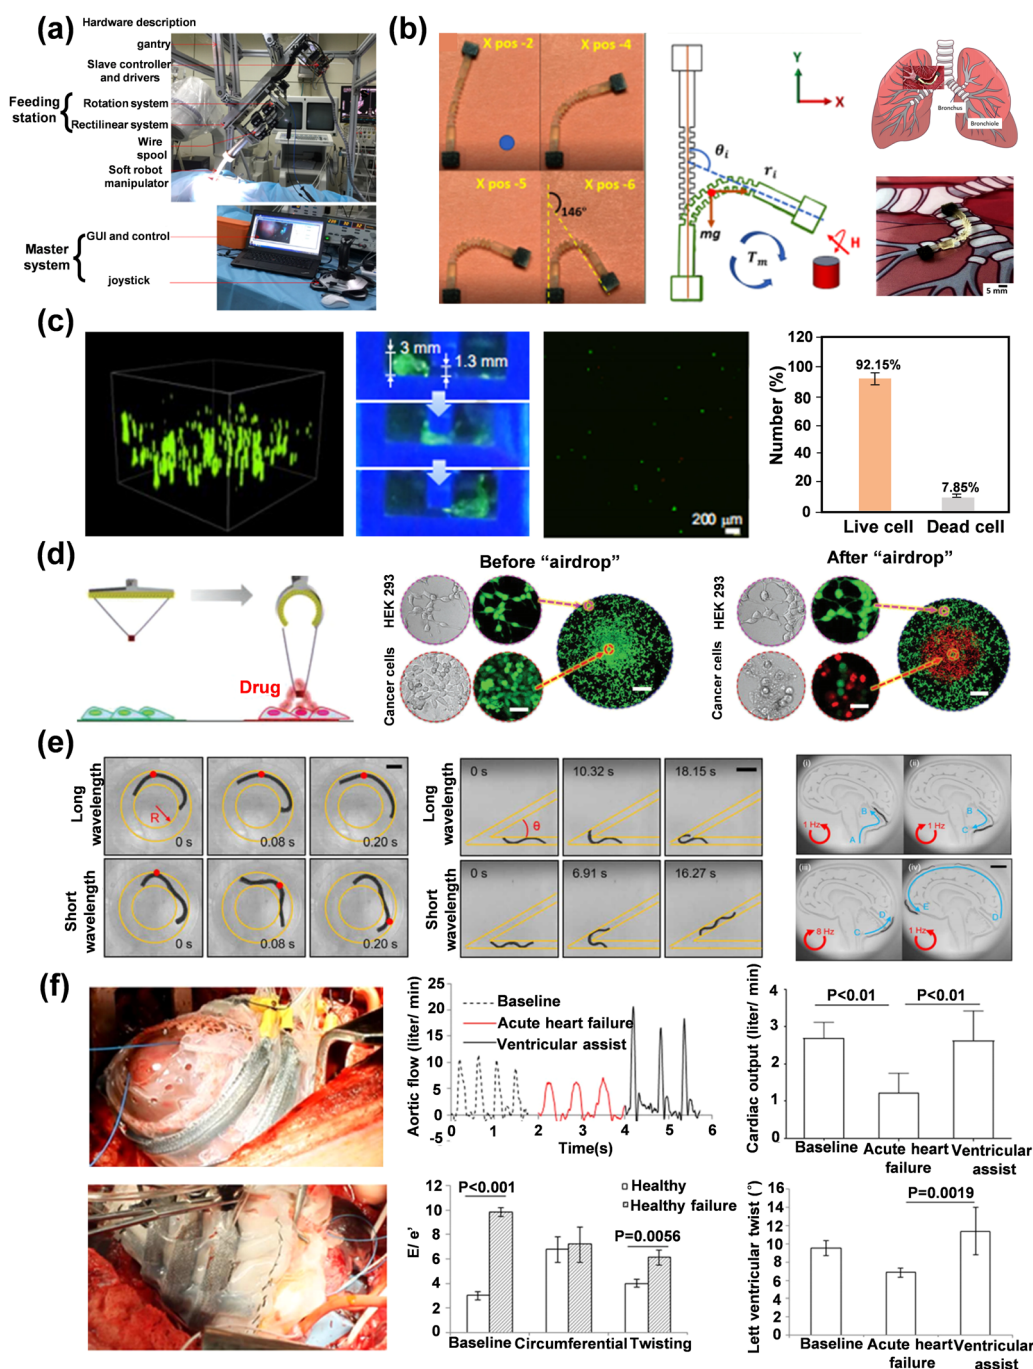 (a)
Hardware description
gantry
Slave controller
and drivers
Feeding
station
Rotation system
Rectilinear system
Wire
spool
Soft robot
manipulator
Master
system
GUI and control
joystick
(b)
X pos -2
X pos -4
X pos -5
X pos -6
146°
Y
X
θi
ri
mg
Tm
H
Bronchus
Bronchiole
5 mm
(c)
3 mm
1.3 mm
200 μm
Number (%)
120
100
80
60
40
20
0
92.15%
7.85%
Live cell
Dead cell
(d)
Drug
Before “airdrop”
HEK 293
Cancer cells
After “airdrop”
HEK 293
Cancer cells
(e)
Long
wavelength
R
0 s
0.08 s
0.20 s
Short
wavelength
0 s
0.08 s
0.20 s
Long
wavelength
0 s
θ
10.32 s
18.15 s
Short
wavelength
0 s
6.91 s
16.27 s
(i)
1 Hz
A
B
(ii)
1 Hz
B
C
(iii)
8 Hz
C
D
(iv)
1 Hz
E
D
(f)
Aortic flow (liter/ min)
25
20
15
10
5
0
-5
Baseline
Acute heart failure
Ventricular assist
0 1 2 3 4 5 6
Time(s)
Cardiac output (liter/ min)
4
3
2
1
0
P<0.01
P<0.01
Baseline
Acute heart
failure
Ventricular
assist
E/ e'
12
10
8
6
4
2
0
P<0.001
P=0.0056
Healthy
Healthy failure
Baseline
Circumferential
Twisting
Lett ventricular twist (°)
15
10
5
0
P=0.0019
Baseline
Acute heart
failure
Ventricular
assist